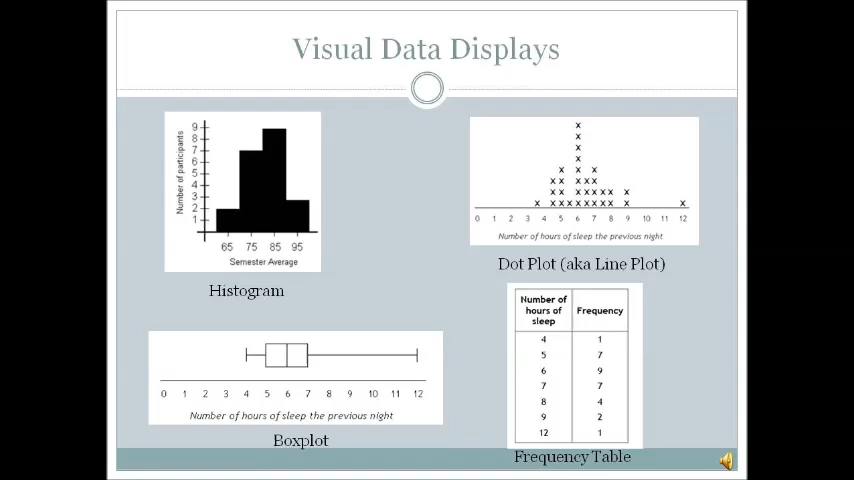 Visual Data Displays
Number of participants
9
8
7
6
5
4
3
2
1
65 75 85 95
Semester Average
Histogram
0 1 2 3 4 5 6 7 8 9 10 11 12
Number of hours of sleep the previous night
Dot Plot (aka Line Plot)
0 1 2 3 4 5 6 7 8 9 10 11 12
Number of hours of sleep the previous night
Boxplot
Number of hours of sleep Frequency
4 1
5 7
6 9
7 7
8 4
9 2
12 1
Frequency Table